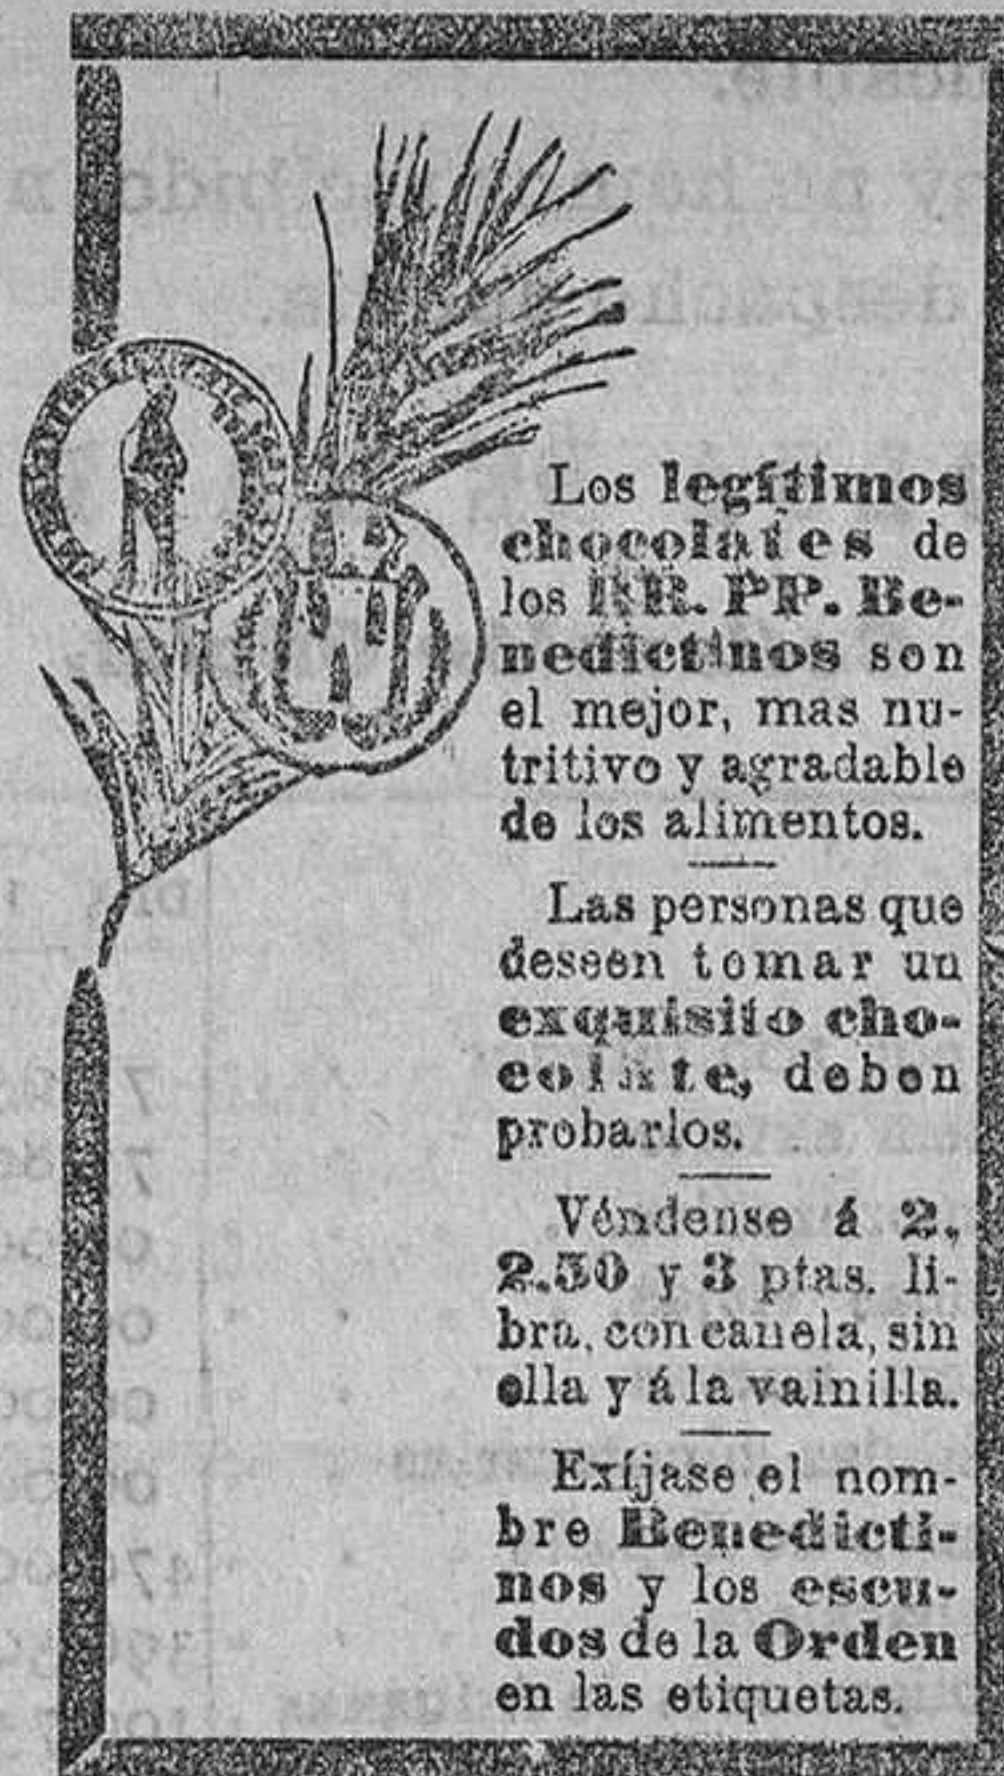 Los legítimos
chocolates de
los RR. PP. Be-
nedictinos son
el mejor, mas nu-
tritivo y agradable
de los alimentos.
Las personas que
deseen tomar un
exquisito cho-
colate, deben
probarlos.
Véndense á 2,
2.50 y 3 ptas. li-
bra, con canela, sin
ella y á la vainilla.
Exíjase el nom-
bre Benedicti-
nos y los escu-
dos de la Orden
en las etiquetas.